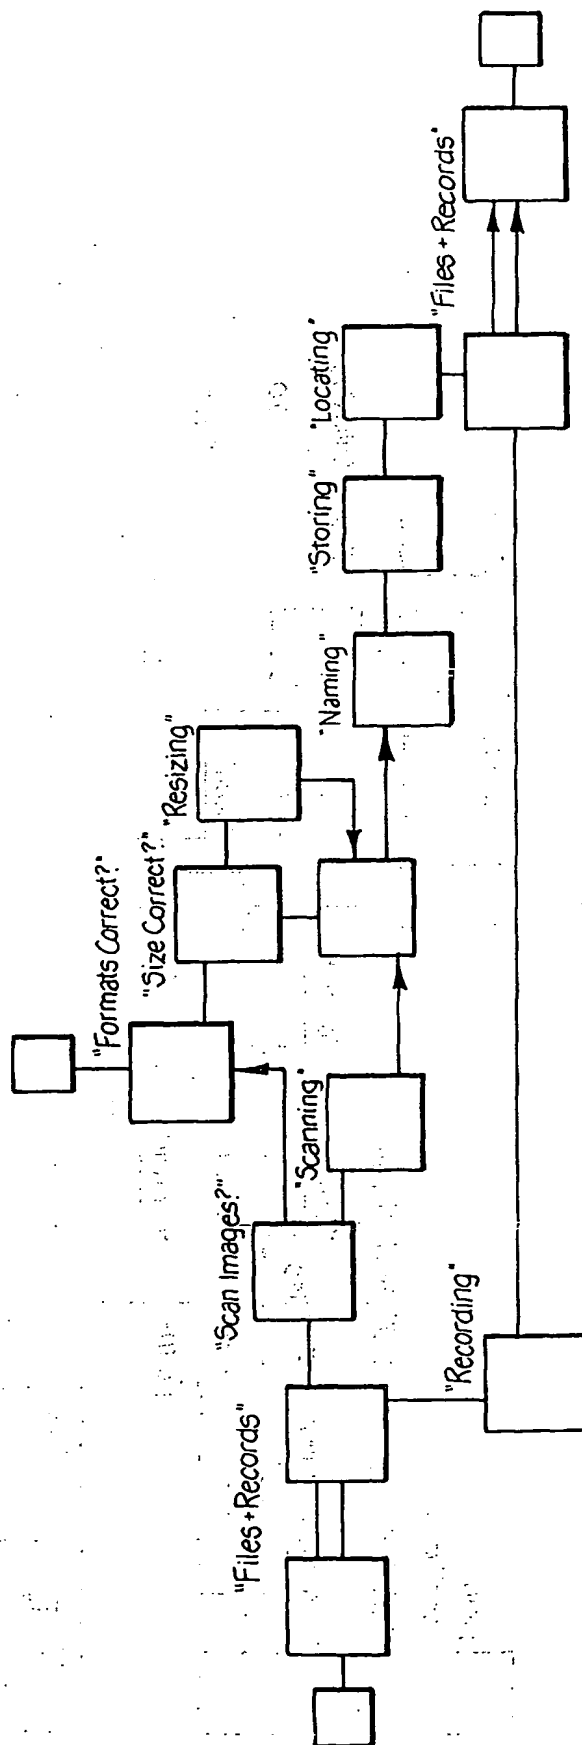 "Files+Records"
"Recording"
"Scan Images?"
"Scanning"
"Formats Correct?"
"Size Correct?"
"Resizing"
"Naming"
"Storing"
"Locating"
"Files+Records"